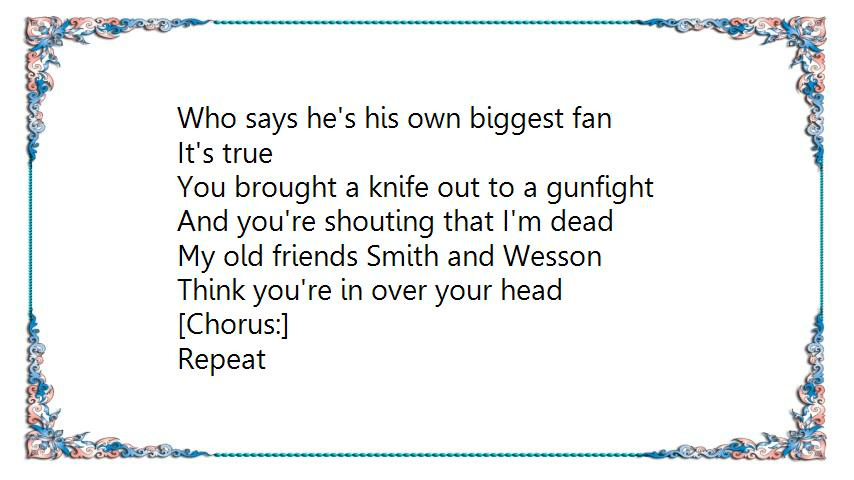 Who says he's his own biggest fan
It's true
You brought a knife out to a gunfight
And you're shouting that I'm dead
My old friends Smith and Wesson
Think you're in over your head
[Chorus:]
Repeat